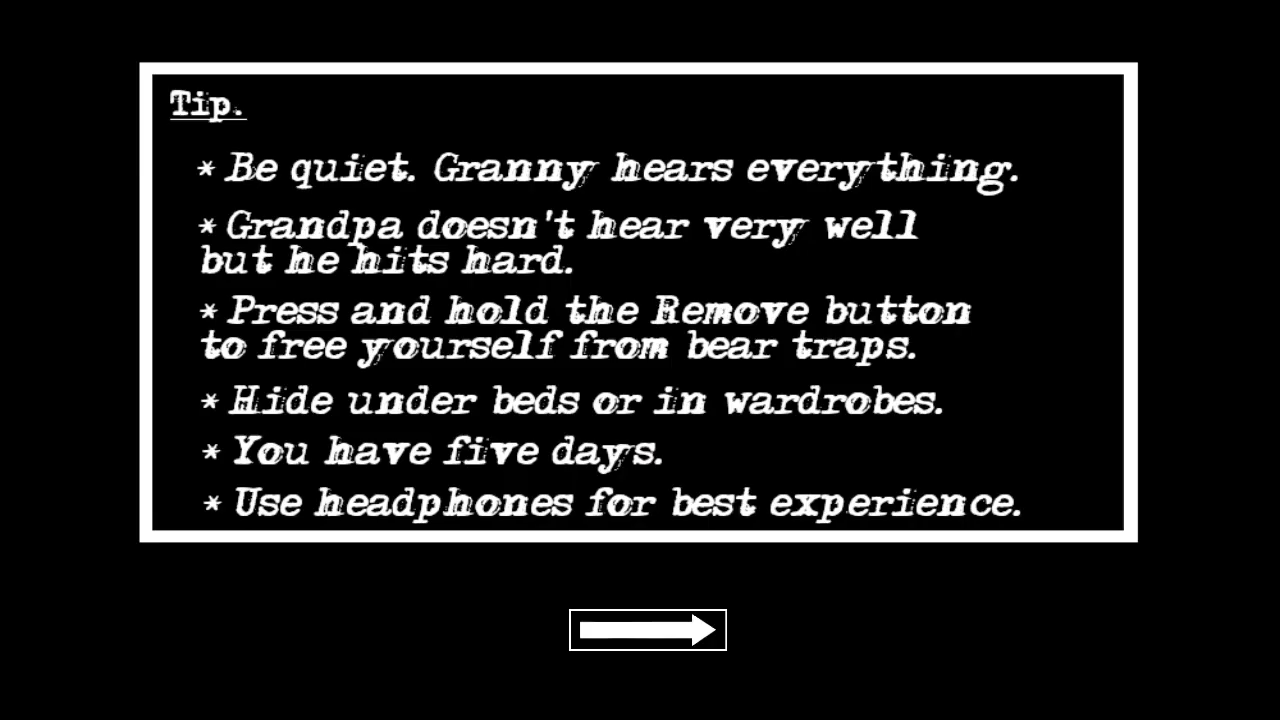 Tip.
* Be quiet. Granny hears everything.
* Grandpa doesn't hear very well
but he hits hard.
* Press and hold the Remove button
to free yourself from bear traps.
* Hide under beds or in wardrobes.
* You have five days.
* Use headphones for best experience.